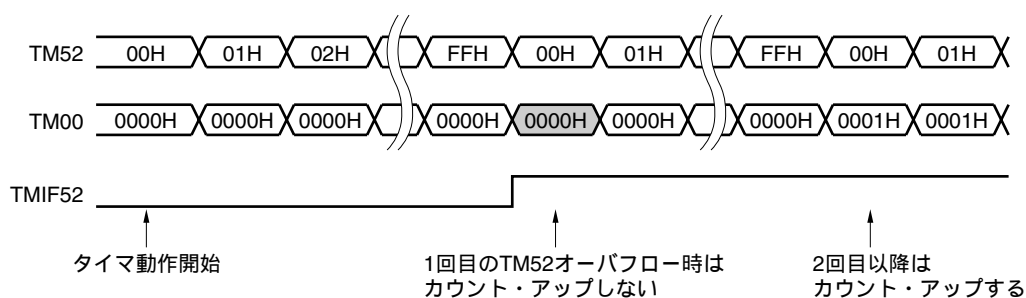 TM52 00H 01H 02H FFH 00H 01H FFH 00H 01H
TM00 0000H 0000H 0000H 0000H 0000H 0000H 0000H 0001H 0001H
TMIF52
タイマ動作開始
1回目のTM52オーバフロー時は
カウント・アップしない
2回目以降は
カウント・アップする